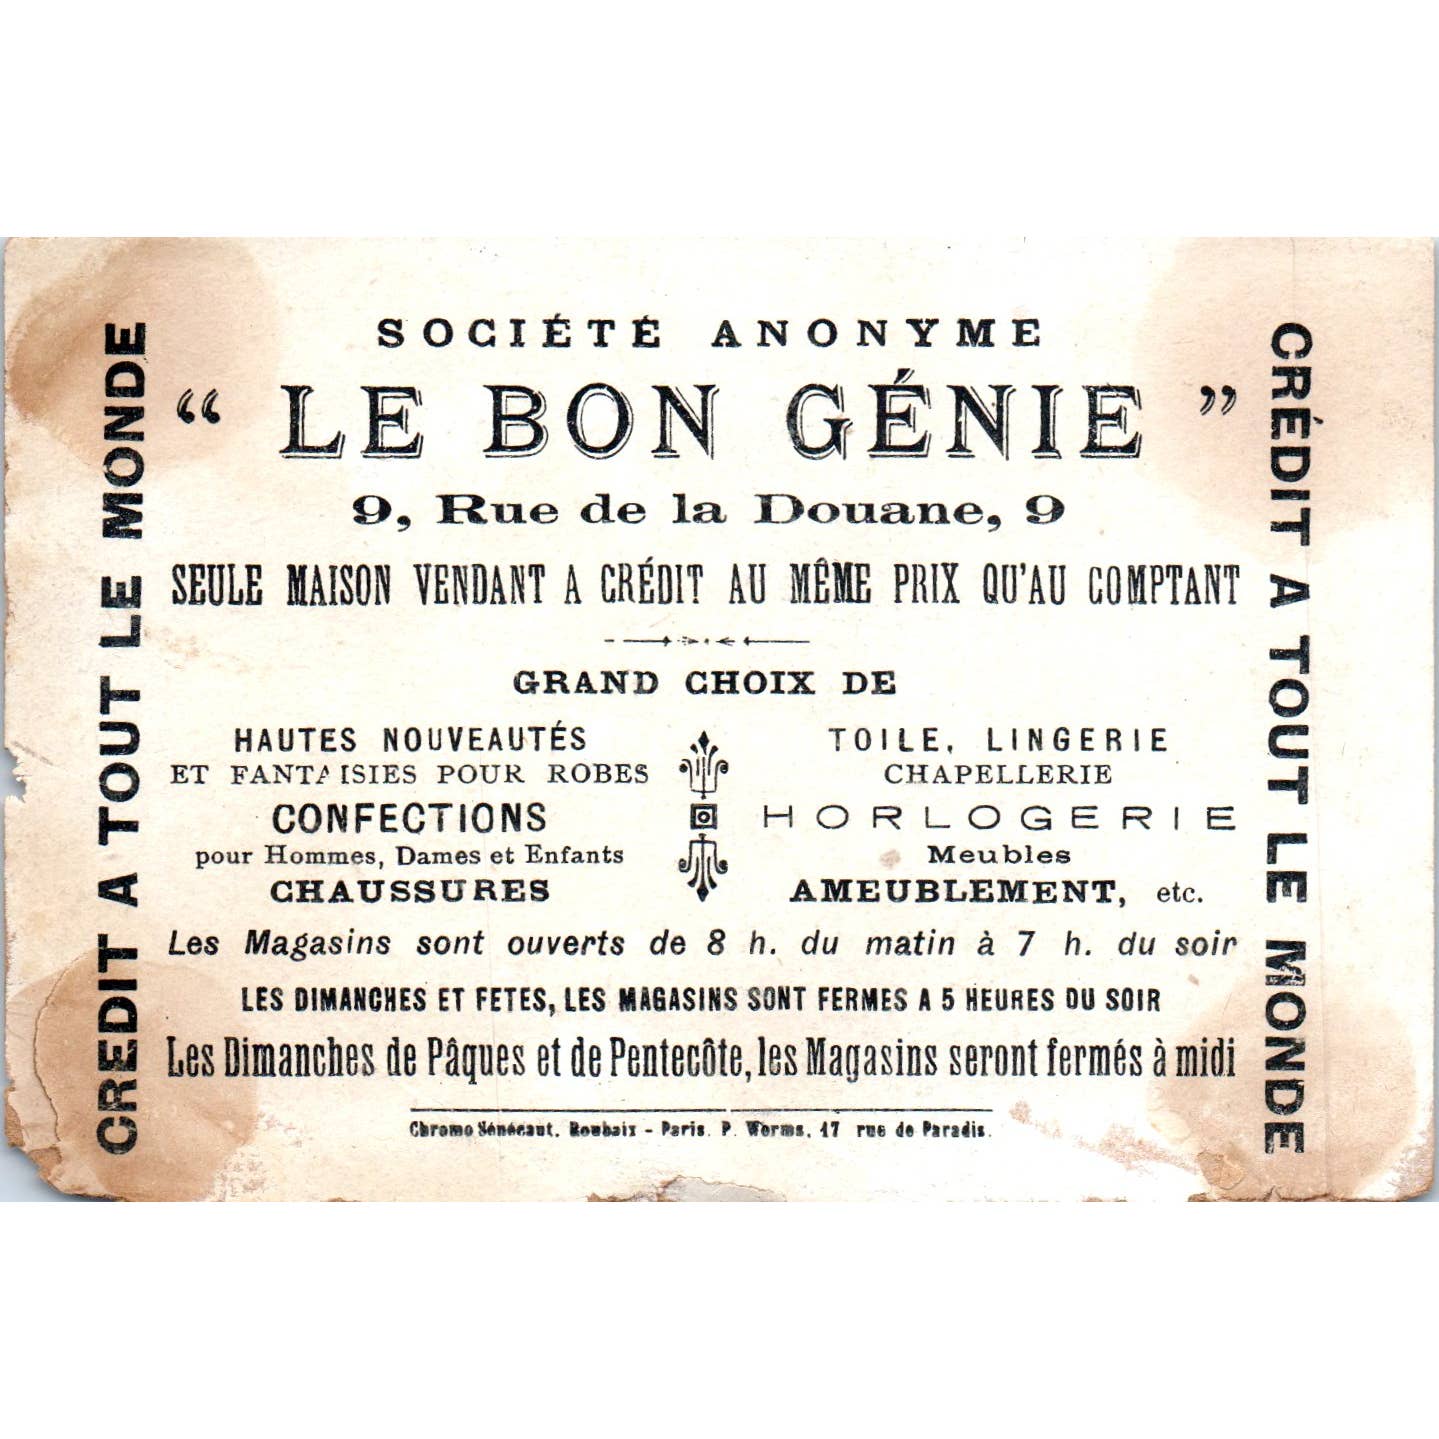 CREDIT A TOUT LE MONDE
SOCIÉTÉ ANONYME
“ LE BON GÉNIE ”
9, Rue de la Douane, 9
SEULE MAISON VENDANT A CRÉDIT AU MÊME PRIX QU'AU COMPTANT
GRAND CHOIX DE
HAUTES NOUVEAUTÉS
ET FANTAISIES POUR ROBES
CONFECTIONS
pour Hommes, Dames et Enfants
CHAUSSURES
TOILE, LINGERIE
CHAPELLERIE
HORLOGERIE
Meubles
AMEUBLEMENT, etc.
Les Magasins sont ouverts de 8 h. du matin à 7 h. du soir
LES DIMANCHES ET FETES, LES MAGASINS SONT FERMES A 5 HEURES DU SOIR
Les Dimanches de Pâques et de Pentecôte, les Magasins seront fermés à midi
Chromo Sénécaut, Roubaix - Paris. P. Worms, 17 rue de Paradis.
CRÉDIT A TOUT LE MONDE